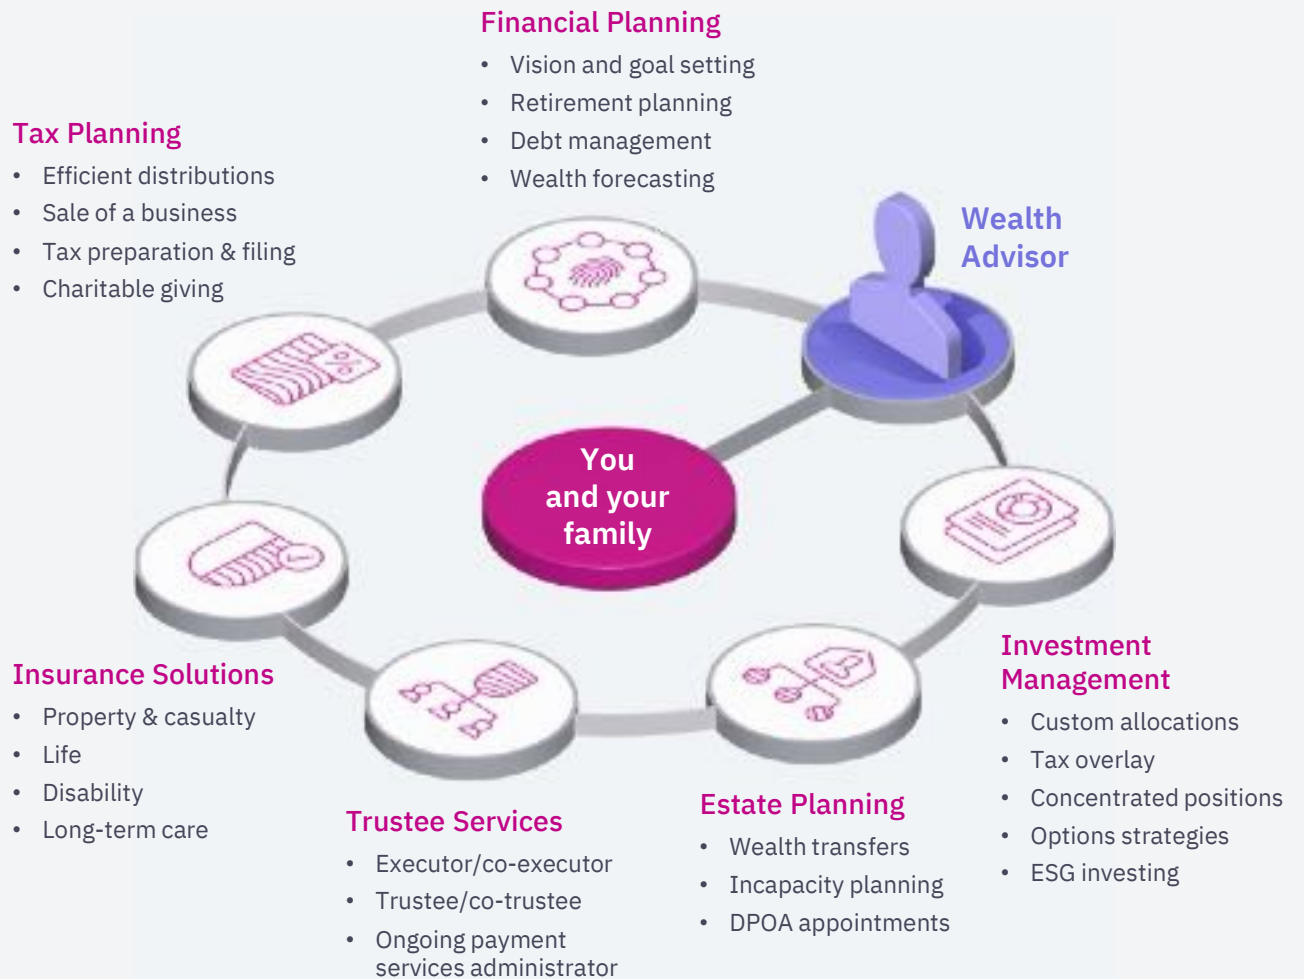 Financial Planning
• Vision and goal setting
• Retirement planning
• Debt management
• Wealth forecasting
Tax Planning
• Efficient distributions
• Sale of a business
• Tax preparation & filing
• Charitable giving
Wealth
Advisor
You
and your
family
Insurance Solutions
• Property & casualty
• Life
• Disability
• Long-term care
Trustee Services
• Executor/co-executor
• Trustee/co-trustee
• Ongoing payment
services administrator
Estate Planning
• Wealth transfers
• Incapacity planning
• DPOA appointments
Investment
Management
• Custom allocations
• Tax overlay
• Concentrated positions
• Options strategies
• ESG investing